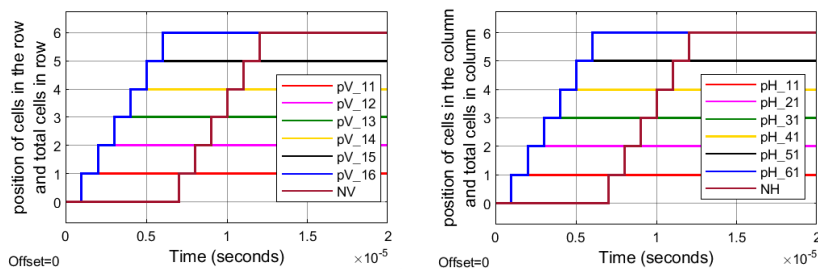 position of cells in the row
and total cells in row
6
5
4
3
2
1
0
pV_11
pV_12
pV_13
pV_14
pV_15
pV_16
NV
0
0.5
1
1.5
2
Time (seconds)
×10⁻⁵
Offset=0
position of cells in the column
and total cells in column
6
5
4
3
2
1
0
pH_11
pH_21
pH_31
pH_41
pH_51
pH_61
NH
0
0.5
1
1.5
2
Time (seconds)
×10⁻⁵
Offset=0